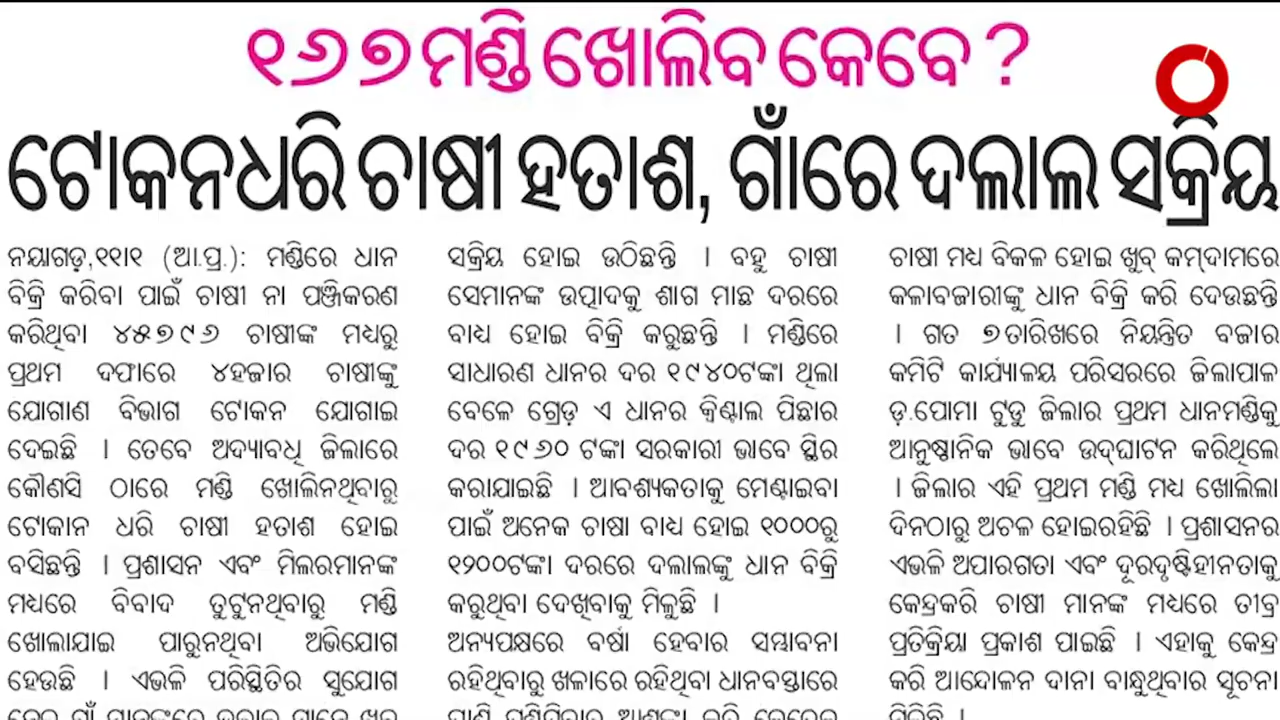 ୧୬୭ ମଣ୍ଡି ଖୋଲିବ କେବେ ?
ଟୋକନଧରି ଚାଷୀ ହତାଶ, ଗାଁରେ ଦଲାଲ ସକ୍ରିୟ
ନୟାଗଡ଼,୧୧ା୧ (ଆ.ପ୍ର.): ମଣ୍ଡିରେ ଧାନ
ବିକ୍ରି କରିବା ପାଇଁ ଚାଷୀ ନା ପଞ୍ଜିକରଣ
କରିଥିବା ୪୫୭୯୬ ଚାଷୀଙ୍କ ମଧ୍ୟରୁ
ପ୍ରଥମ ଦଫାରେ ୪ହଜାର ଚାଷୀଙ୍କୁ
ଯୋଗାଣ ବିଭାଗ ଟୋକନ ଯୋଗାଇ
ଦେଇଛି । ତେବେ ଅଦ୍ୟାବଧି ଜିଲାରେ
କୌଣସି ଠାରେ ମଣ୍ଡି ଖୋଲିନଥିବାରୁ
ଟୋକାନ ଧରି ଚାଷୀ ହତାଶ ହୋଇ
ବସିଛନ୍ତି । ପ୍ରଶାସନ ଏବଂ ମିଲରମାନଙ୍କ
ମଧ୍ୟରେ ବିବାଦ ତୁଟୁନଥିବାରୁ ମଣ୍ଡି
ଖୋଲାଯାଇ ପାରୁନଥିବା ଅଭିଯୋଗ
ହେଉଛି । ଏଭଳି ପରିସ୍ଥିତିର ସୁଯୋଗ
ସକ୍ରିୟ ହୋଇ ଉଠିଛନ୍ତି । ବହୁ ଚାଷୀ
ସେମାନଙ୍କ ଉତ୍ପାଦକୁ ଶାଗ ମାଛ ଦରରେ
ବାଧ୍ୟ ହୋଇ ବିକ୍ରି କରୁଛନ୍ତି । ମଣ୍ଡିରେ
ସାଧାରଣ ଧାନର ଦର ୧୯୪୦ଟଙ୍କା ଥିଲା
ବେଳେ ଗ୍ରେଡ଼ ଏ ଧାନର କ୍ୱିଣ୍ଟାଲ ପିଛାର
ଦର ୧୯୬୦ ଟଙ୍କା ସରକାରୀ ଭାବେ ସ୍ଥିର
କରାଯାଇଛି । ଆବଶ୍ୟକତାକୁ ମେଣ୍ଟାଇବା
ପାଇଁ ଅନେକ ଚାଷୀ ବାଧ୍ୟ ହୋଇ ୧୦୦୦ରୁ
୧୨୦୦ଟଙ୍କା ଦରରେ ଦଲାଲଙ୍କୁ ଧାନ ବିକ୍ରି
କରୁଥିବା ଦେଖିବାକୁ ମିଳୁଛି ।
ଅନ୍ୟପକ୍ଷରେ ବର୍ଷା ହେବାର ସମ୍ଭାବନା
ରହିଥିବାରୁ ଖଳାରେ ରହିଥିବା ଧାନବସ୍ତାରେ
ଚାଷୀ ମଧ୍ୟ ବିକଳ ହୋଇ ଖୁବ୍ କମ୍‌ଦାମରେ
କଳାବଜାରୀଙ୍କୁ ଧାନ ବିକ୍ରି କରି ଦେଉଛନ୍ତି
। ଗତ ୭ତାରିଖରେ ନିୟନ୍ତ୍ରିତ ବଜାର
କମିଟି କାର୍ଯ୍ୟାଳୟ ପରିସରରେ ଜିଲାପାଳ
ଡ଼.ପୋମା ଟୁଡୁ ଜିଲାର ପ୍ରଥମ ଧାନମଣ୍ଡିକୁ
ଆନୁଷ୍ଠାନିକ ଭାବେ ଉଦ୍‌ଘାଟନ କରିଥିଲେ
। ଜିଲାର ଏହି ପ୍ରଥମ ମଣ୍ଡି ମଧ୍ୟ ଖୋଲିଲା
ଦିନଠାରୁ ଅଚଳ ହୋଇରହିଛି । ପ୍ରଶାସନର
ଏଭଳି ଅପାରଗତା ଏବଂ ଦୂରଦୃଷ୍ଟିହୀନତାକୁ
କେନ୍ଦ୍ରକରି ଚାଷୀ ମାନଙ୍କ ମଧ୍ୟରେ ତୀବ୍ର
ପ୍ରତିକ୍ରିୟା ପ୍ରକାଶ ପାଇଛି । ଏହାକୁ କେନ୍ଦ୍ର
କରି ଆନ୍ଦୋଳନ ଦାନା ବାନ୍ଧୁଥିବାର ସୂଚନା